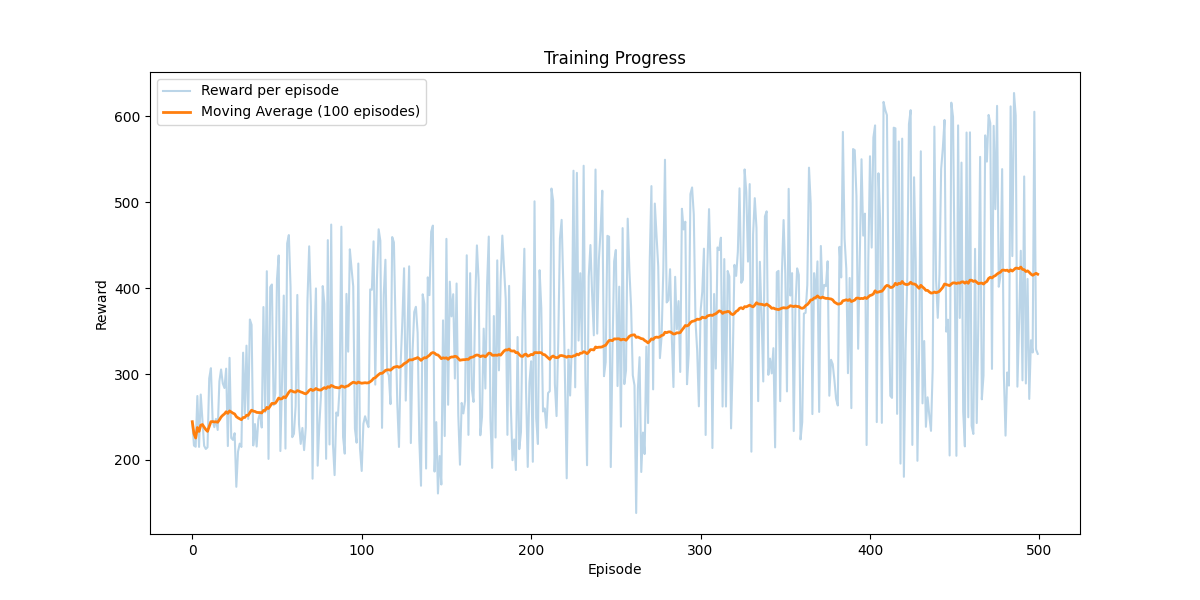 Training Progress
Reward per episode
Moving Average (100 episodes)
600
500
400
300
200
Reward
0
100
200
300
400
500
Episode